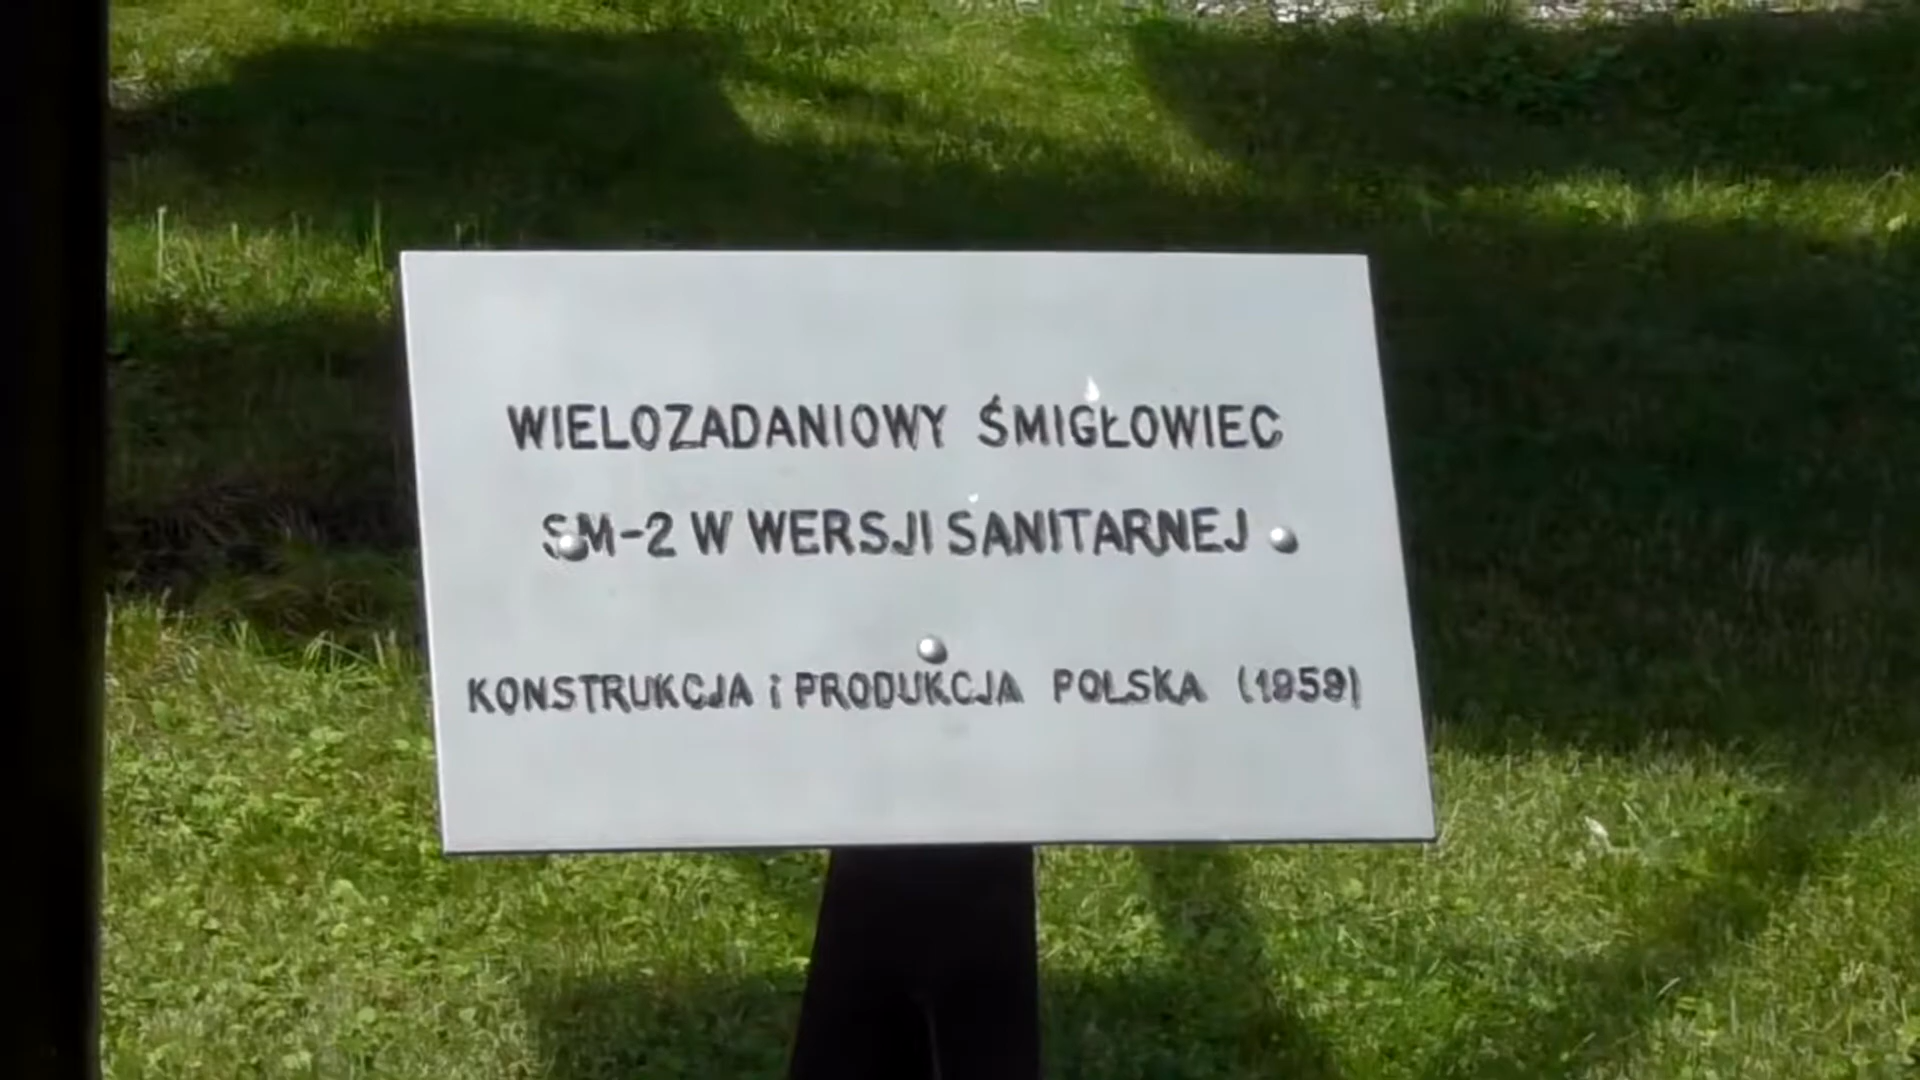 WIELOZADANIOWY ŚMIGŁOWIEC
SM-2 W WERSJI SANITARNEJ
KONSTRUKCJA i PRODUKCJA POLSKA (1959)